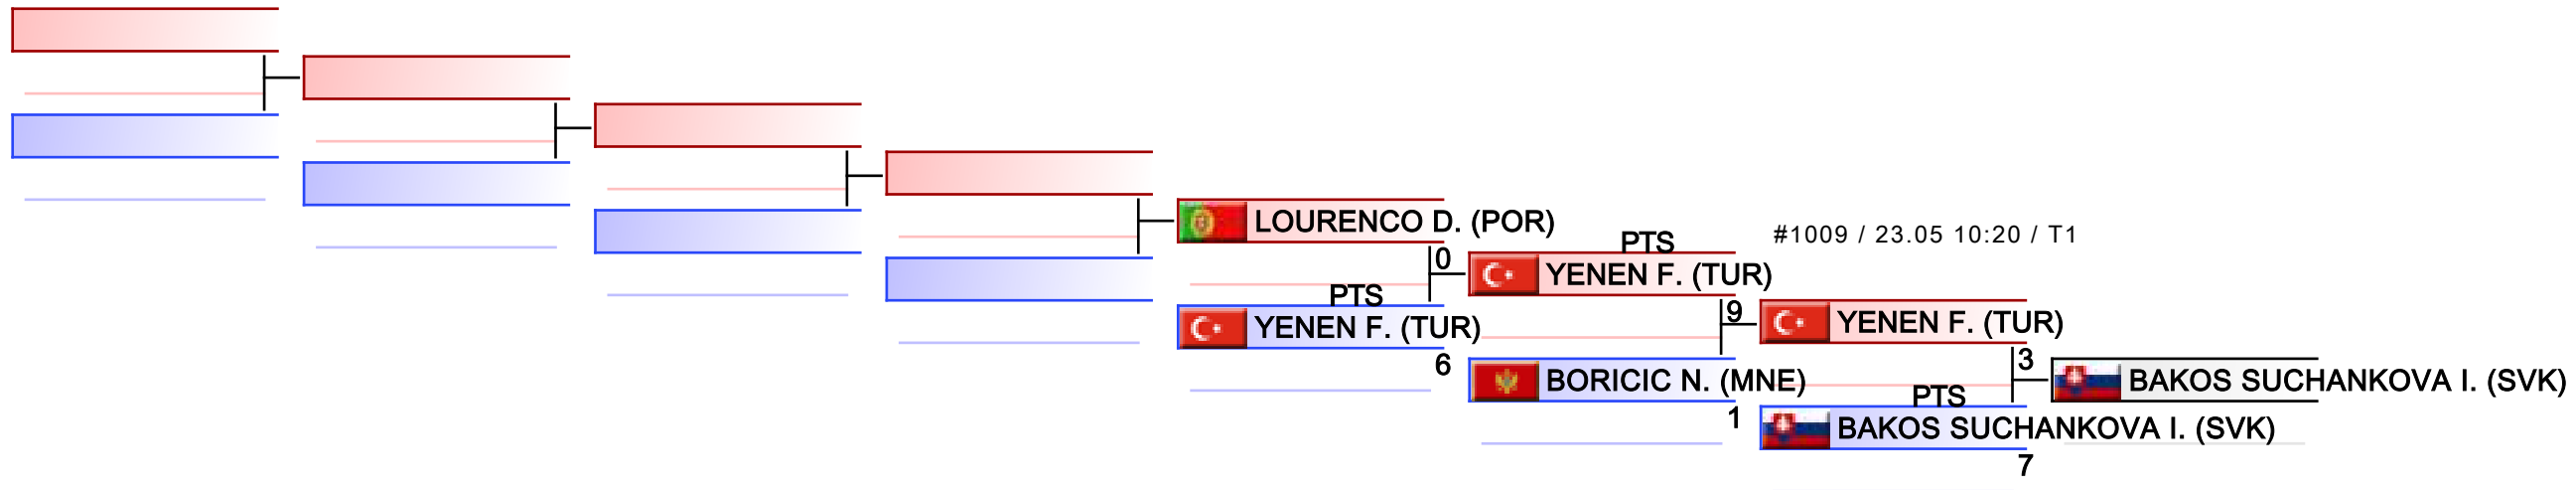 LOURENCO D. (POR)
0
PTS
YENEN F. (TUR)
6
PTS
YENEN F. (TUR)
9
BORICIC N. (MNE)
1
#1009 / 23.05 10:20 / T1
YENEN F. (TUR)
3
PTS
BAKOS SUCHANKOVA I. (SVK)
7
BAKOS SUCHANKOVA I. (SVK)